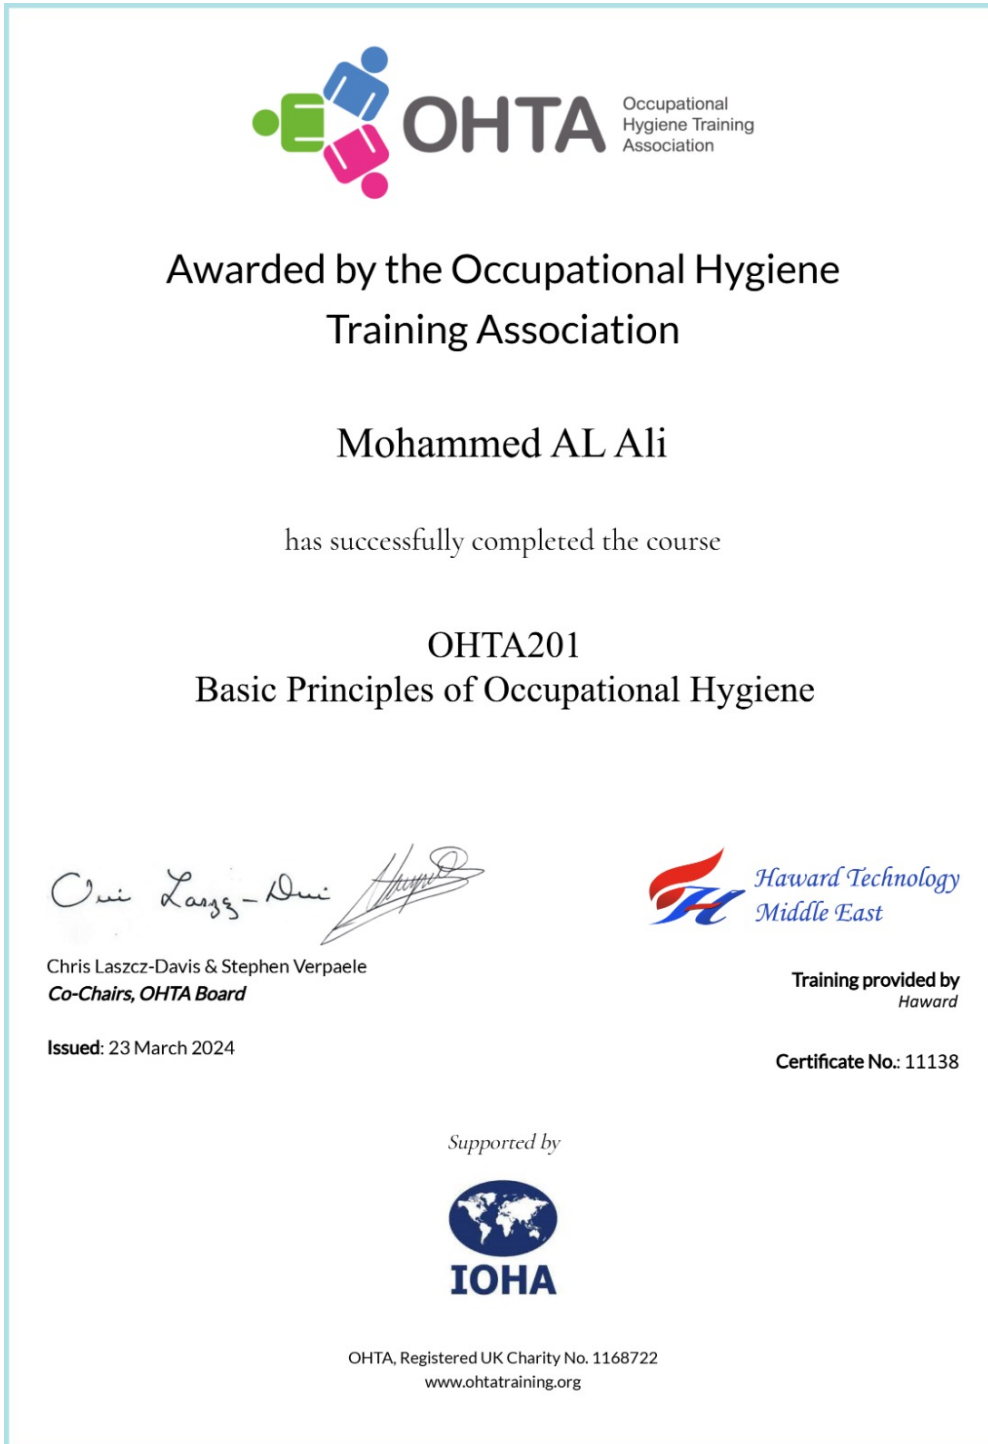 OHTA
Occupational
Hygiene Training
Association
Awarded by the Occupational Hygiene
Training Association
Mohammed AL Ali
has successfully completed the course
OHTA201
Basic Principles of Occupational Hygiene
Haward Technology
Middle East
Chris Laszcz-Davis & Stephen Verpaele
Co-Chairs, OHTA Board
Training provided by
Haward
Issued: 23 March 2024
Certificate No.: 11138
Supported by
IOHA
OHTA, Registered UK Charity No. 1168722
www.ohtatraining.org